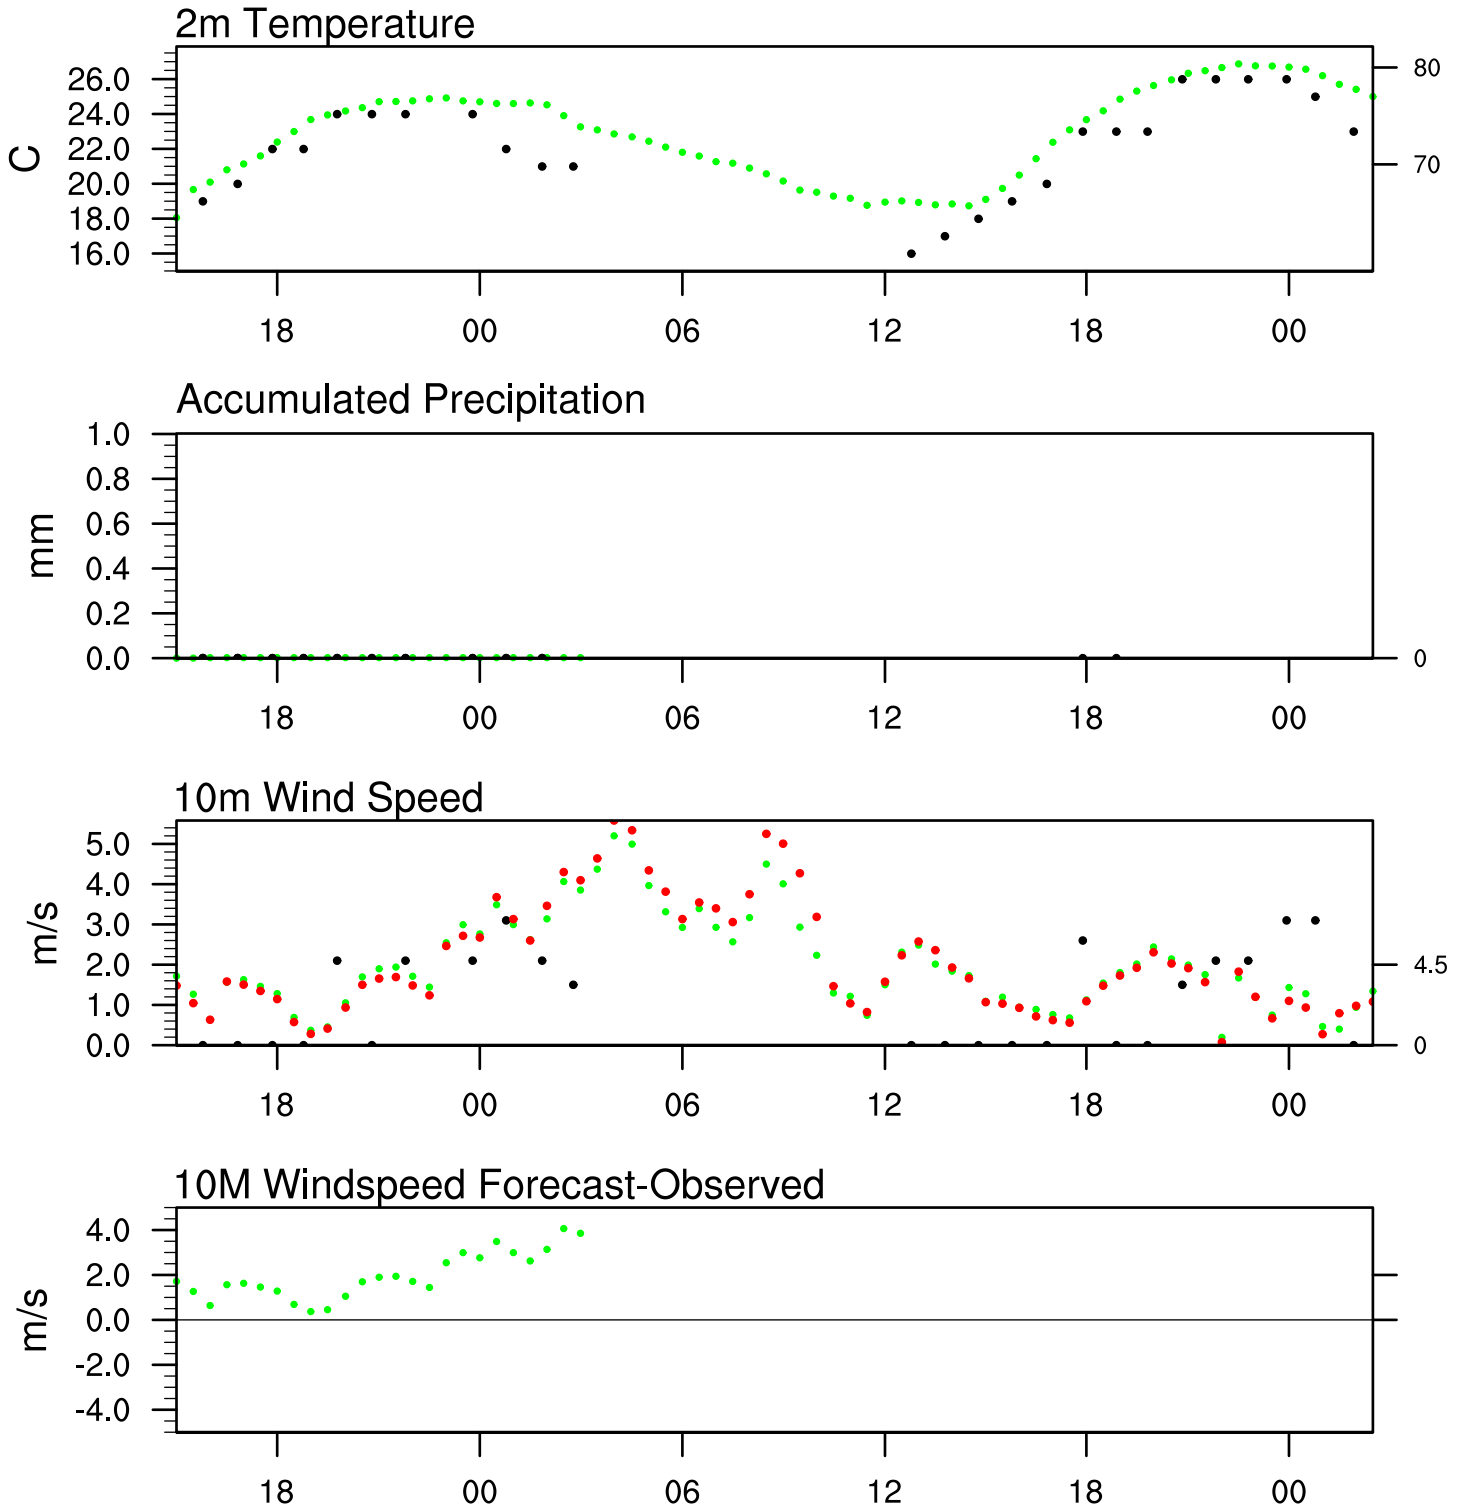 2m Temperature
26.0
24.0
22.0
20.0
18.0
16.0
C
80
70
18 00 06 12 18 00
Accumulated Precipitation
1.0
0.8
0.6
0.4
0.2
0.0
mm
0
18 00 06 12 18 00
10m Wind Speed
5.0
4.0
3.0
2.0
1.0
0.0
m/s
4.5
0
18 00 06 12 18 00
10M Windspeed Forecast-Observed
4.0
2.0
0.0
-2.0
-4.0
m/s
18 00 06 12 18 00